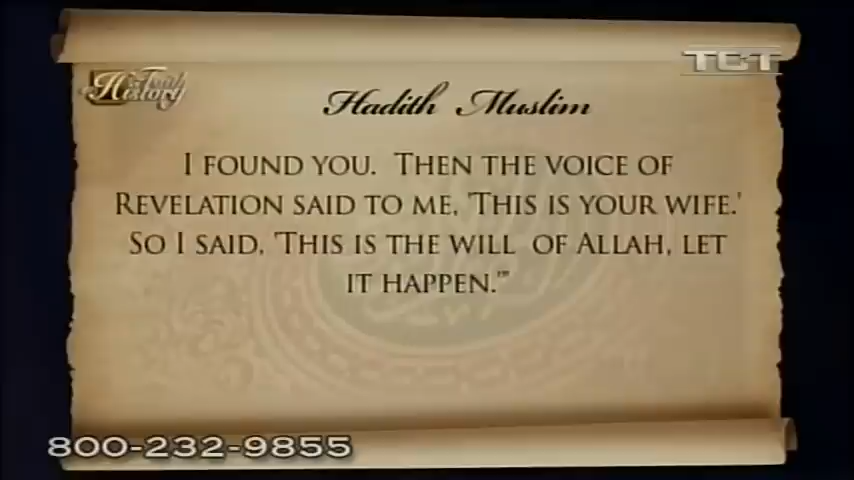 TCT
Truth
History
Hadith Muslim
I FOUND YOU. THEN THE VOICE OF
REVELATION SAID TO ME, 'THIS IS YOUR WIFE.'
SO I SAID, 'THIS IS THE WILL OF ALLAH, LET
IT HAPPEN.'"
800-232-9855